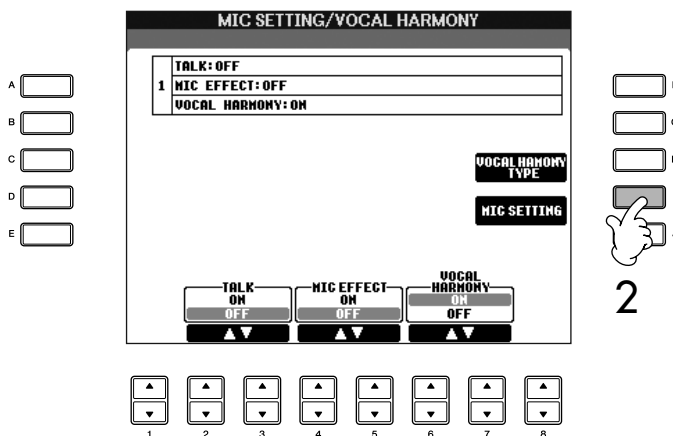 MIC SETTING/VOCAL HARMONY
TALK:OFF
1 MIC EFFECT:OFF
VOCAL HARMONY:ON
A
B
C
D
E
VOCAL HAMONY
TYPE
MIC SETTING
2
TALK
ON
OFF
MIC EFFECT
ON
OFF
VOCAL
HARMONY
ON
OFF
1 2 3 4 5 6 7 8